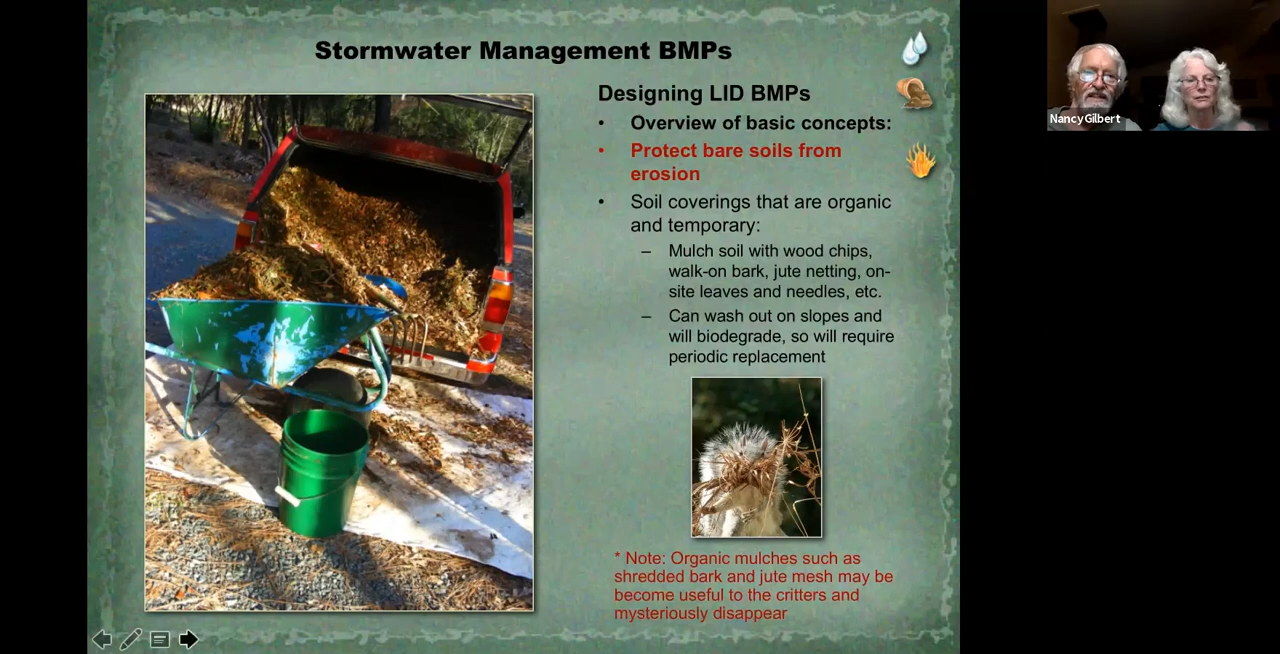 Stormwater Management BMPs
Designing LID BMPs
• Overview of basic concepts:
• Protect bare soils from
erosion
• Soil coverings that are organic
and temporary:
– Mulch soil with wood chips,
walk-on bark, jute netting, on-
site leaves and needles, etc.
– Can wash out on slopes and
will biodegrade, so will require
periodic replacement
* Note: Organic mulches such as
shredded bark and jute mesh may be
become useful to the critters and
mysteriously disappear
NancyGilbert